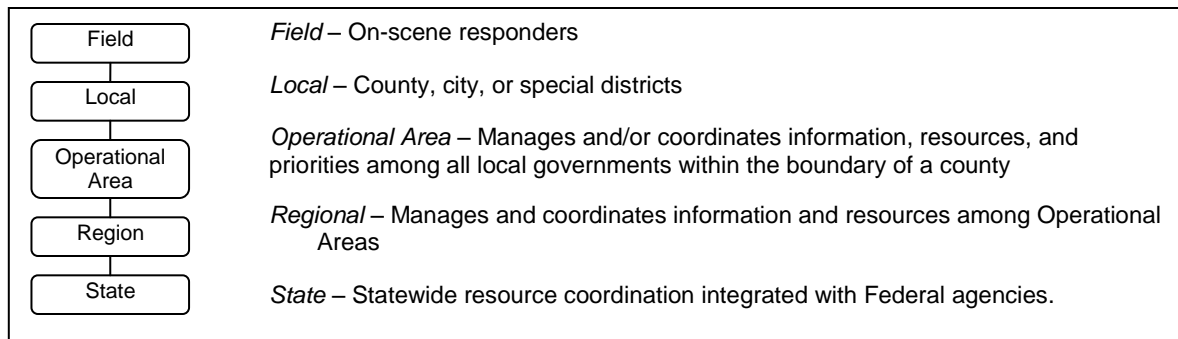 Field
Field – On-scene responders
Local
Local – County, city, or special districts
Operational
Area
Operational Area – Manages and/or coordinates information, resources, and
priorities among all local governments within the boundary of a county
Region
Regional – Manages and coordinates information and resources among Operational
Areas
State
State – Statewide resource coordination integrated with Federal agencies.